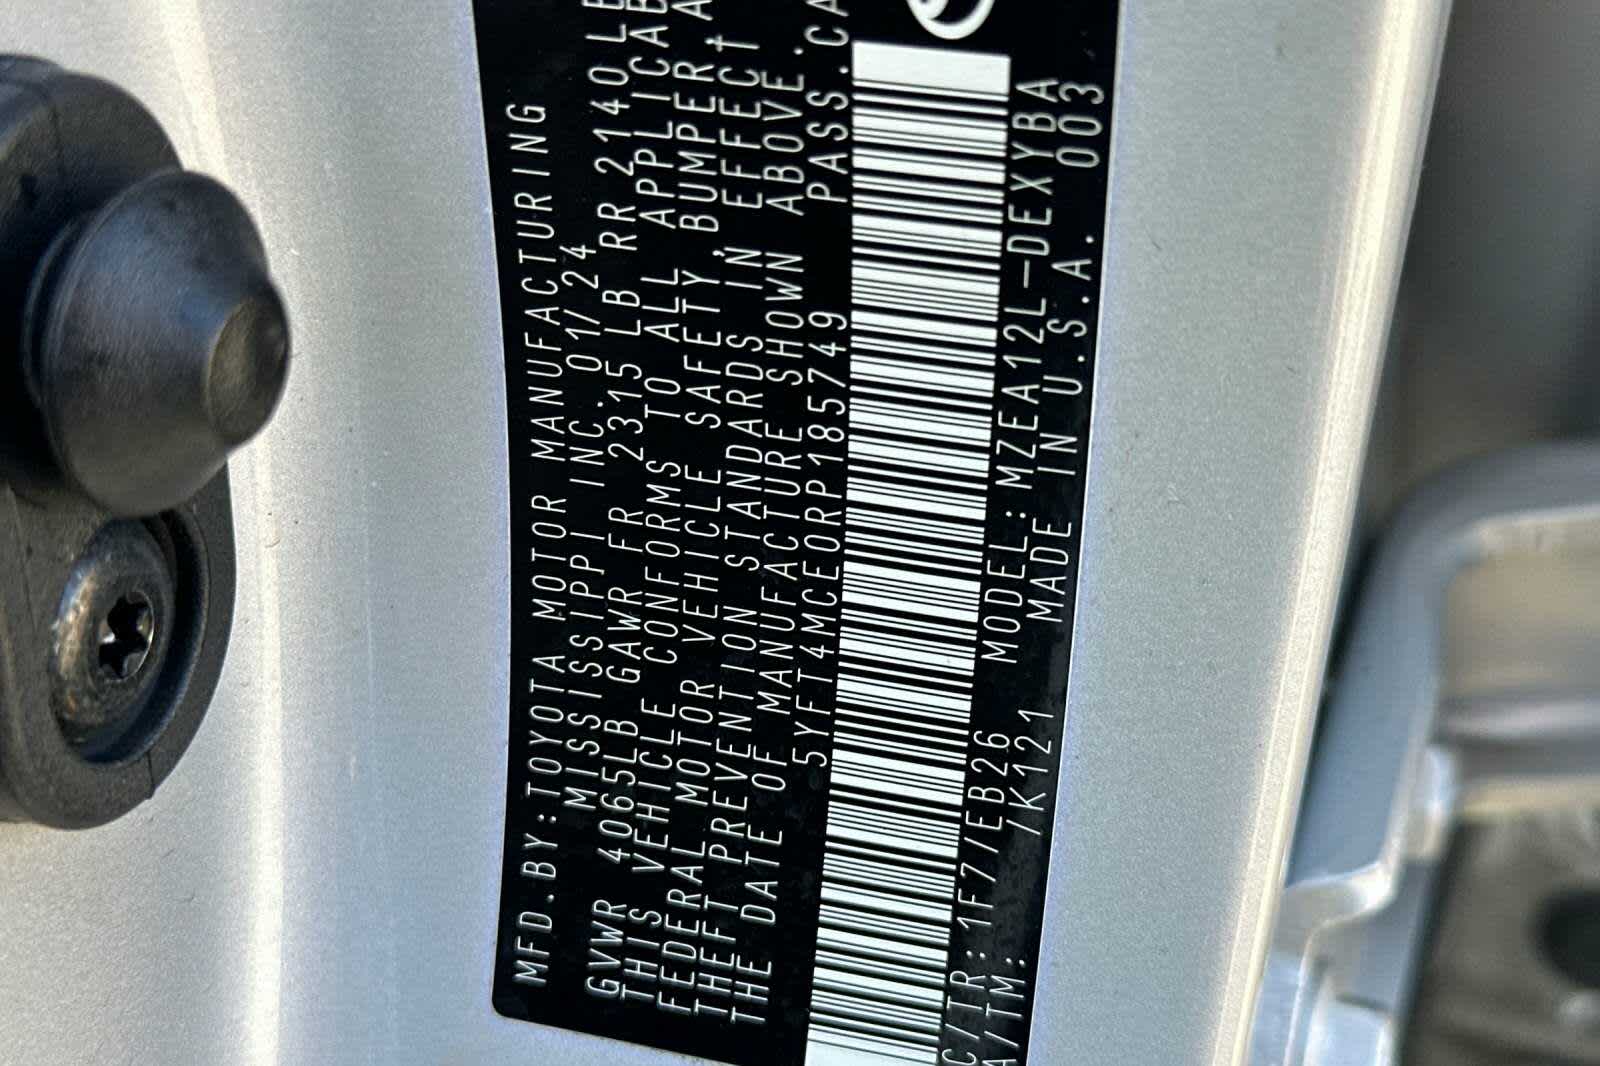 MFD.BY:TOYOTA MOTOR MANUFACTURING
MISSISSIPPI INC. 01/24
GVWR 4065LB GAWR FR 2315 LB RR 2140 LB
THIS VEHICLE CONFORMS TO ALL APPLICAB
FEDERAL MOTOR VEHICLE SAFETY,BUMPER,A
THEFT PREVENTION STANDARDS IN EFFECT
THE DATE OF MANUFACTURE SHOWN ABOVE.
5YFT4MCE0RP185749 PASS.CA
C/TR: 1F7/EB26 MODEL: MZEA12L-DEXYBA
A/TM: /K121 MADE IN U.S.A. 003